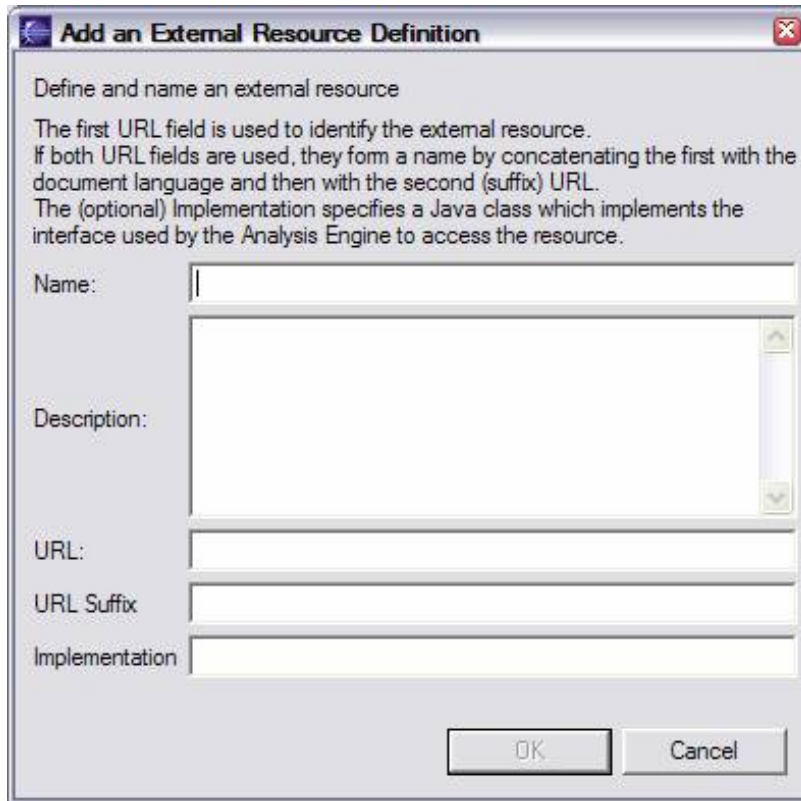 Add an External Resource Definition
Define and name an external resource
The first URL field is used to identify the external resource.
If both URL fields are used, they form a name by concatenating the first with the
document language and then with the second (suffix) URL.
The (optional) Implementation specifies a Java class which implements the
interface used by the Analysis Engine to access the resource.
Name:
Description:
URL:
URL Suffix
Implementation
OK Cancel